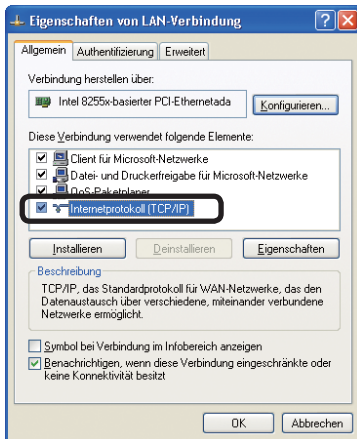 Eigenschaften von LAN-Verbindung
Allgemein Authentifizierung Erweitert
Verbindung herstellen über:
Intel 8255x-basierter PCI-Ethernetada Konfigurieren...
Diese Verbindung verwendet folgende Elemente:
Client für Microsoft-Netzwerke
Datei- und Druckerfreigabe für Microsoft-Netzwerke
QoS-Paketplaner
Internetprotokoll (TCP/IP)
Installieren Deinstallieren Eigenschaften
Beschreibung
TCP/IP, das Standardprotokoll für WAN-Netzwerke, das den
Datenaustausch über verschiedene, miteinander verbundene
Netzwerke ermöglicht.
Symbol bei Verbindung im Infobereich anzeigen
Benachrichtigen, wenn diese Verbindung eingeschränkte oder
keine Konnektivität besitzt
OK Abbrechen